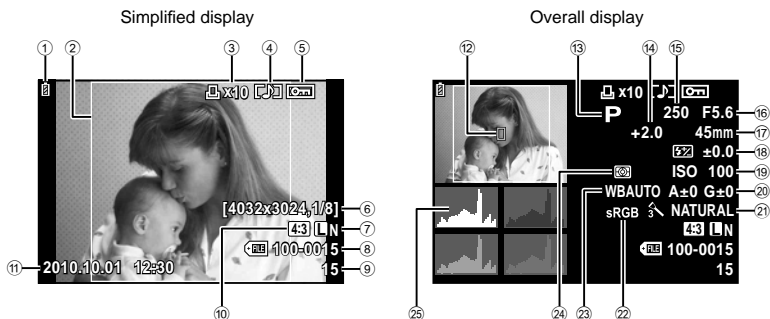 Simplified display
Overall display
① ② ③ ④ ⑤
x10
[4032x3024,1/8] ⑥
4:3 L N ⑦
FILE 100-0015 ⑧
⑪ 2010.10.01 12:30 15 ⑨
⑩
⑫ ⑬ ⑭ ⑮
x10
P 250 F5.6 ⑯
+2.0 45mm ⑰
±0.0 ⑱
ISO 100 ⑲
WBAUTO A±0 G±0 ⑳
sRGB 3 NATURAL ㉑
4:3 L N
FILE 100-0015
15
㉕ ㉔ ㉓ ㉒